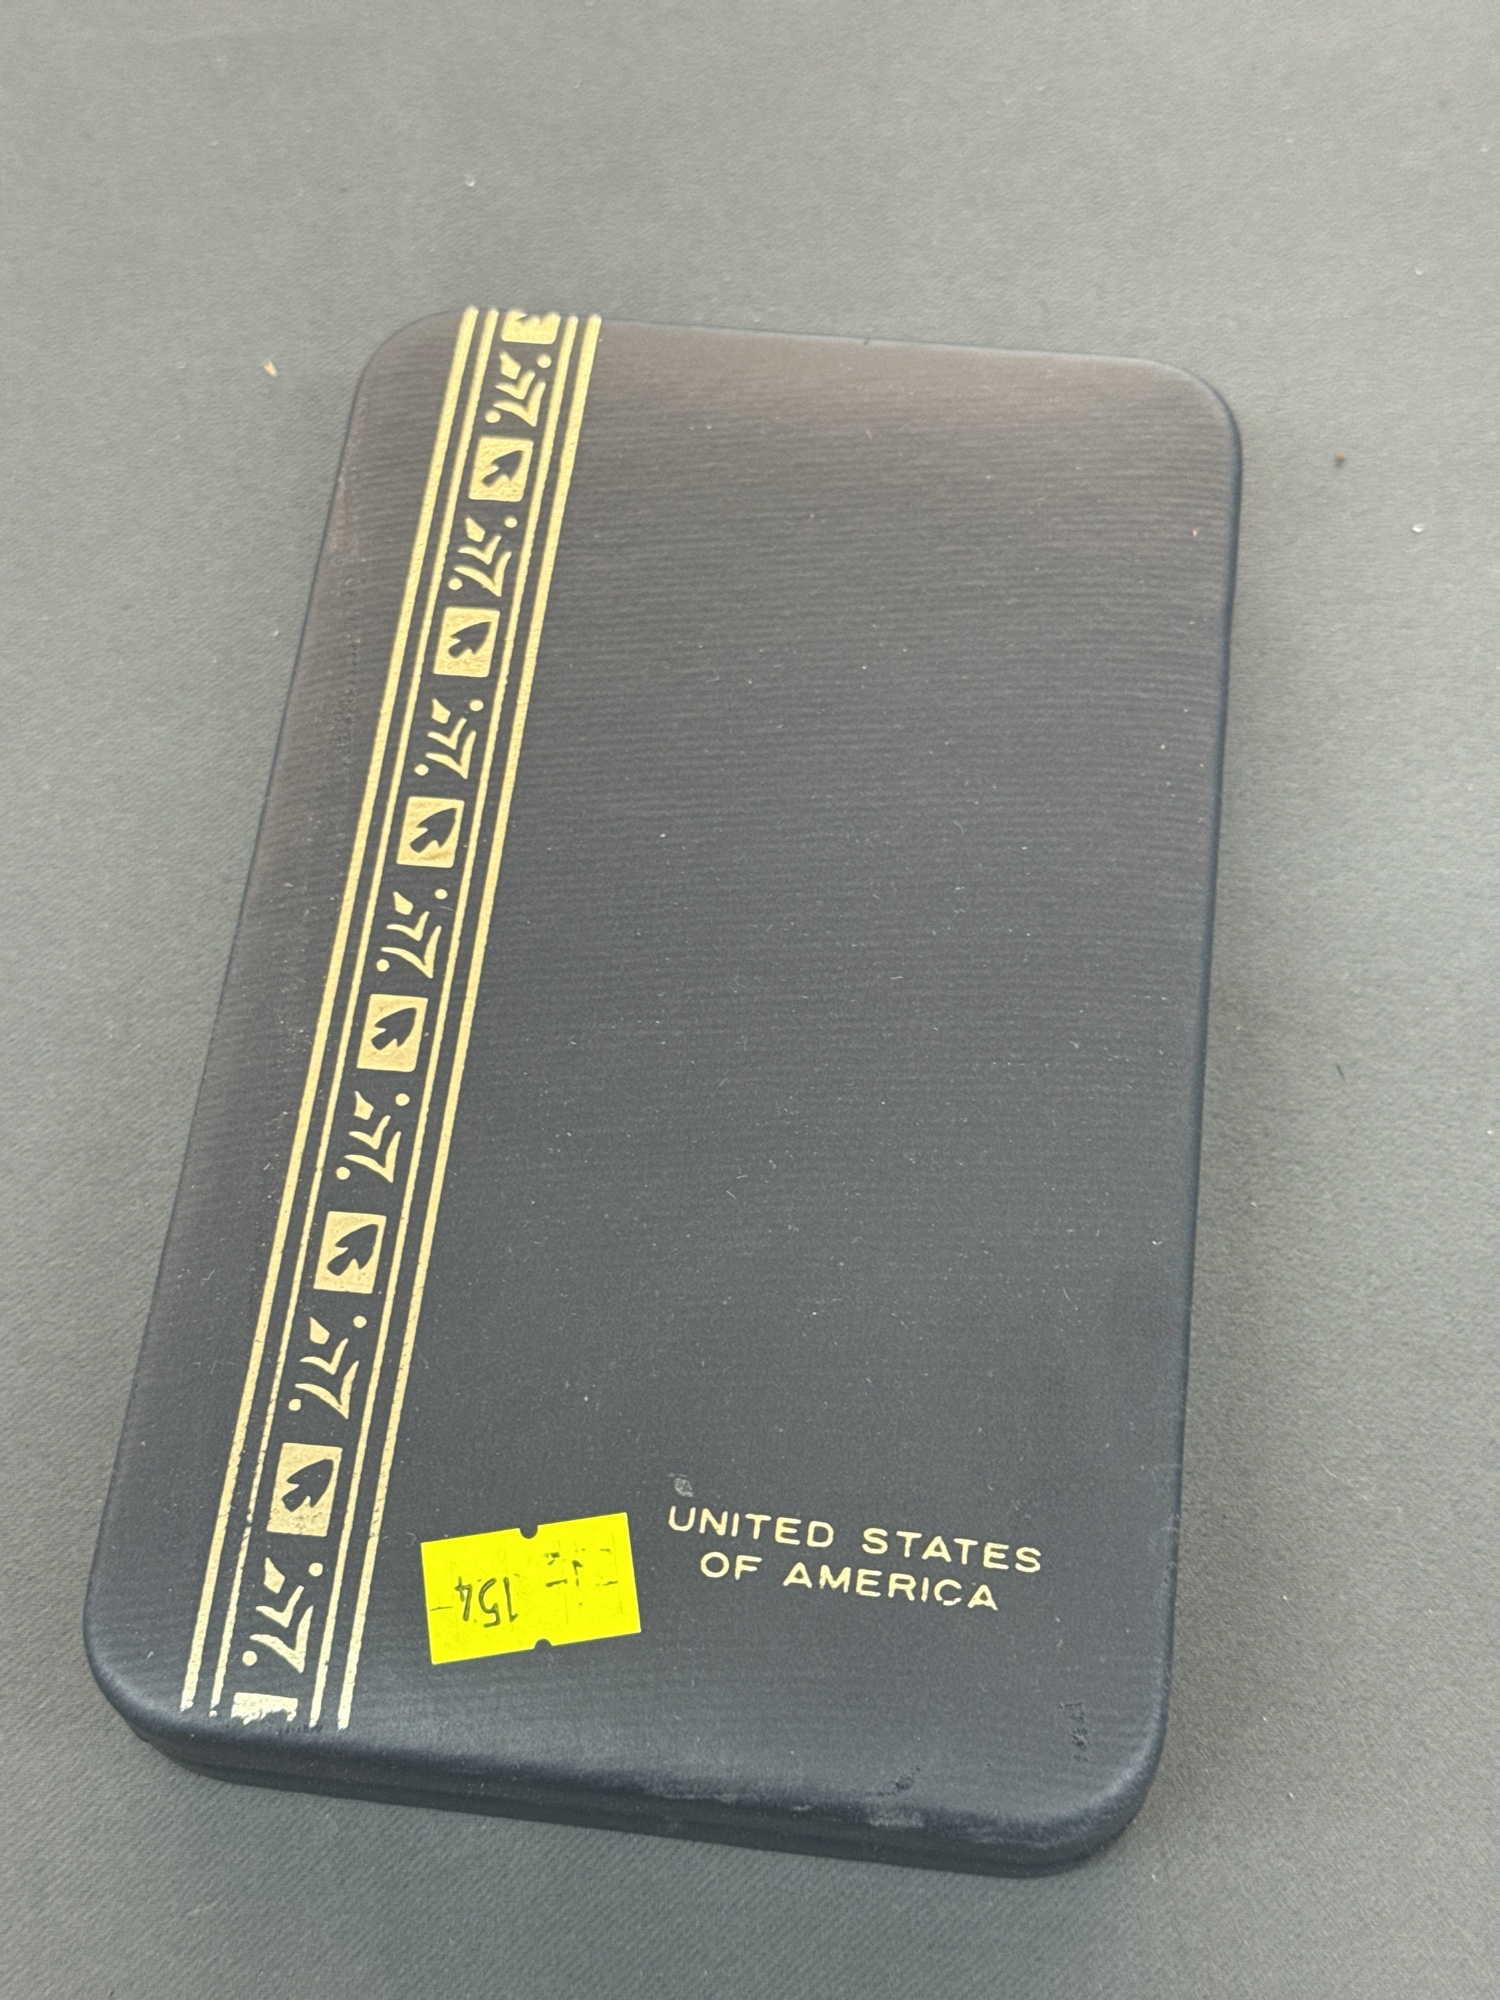 UNITED STATES
OF AMERICA
154